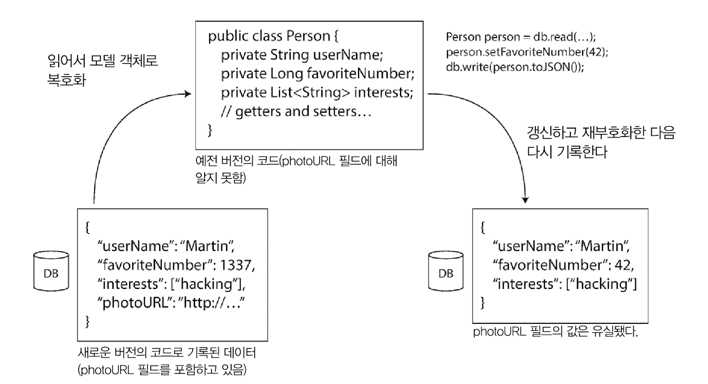 읽어서 모델 객체로
복호화
public class Person {
private String userName;
private Long favoriteNumber;
private List<String> interests;
// getters and setters…
}
예전 버전의 코드(photoURL 필드에 대해
알지 못함)
Person person = db.read(…);
person.setFavoriteNumber(42);
db.write(person.toJSON());
갱신하고 재부호화한 다음
다시 기록한다
DB
{
“userName”: “Martin”,
“favoriteNumber”: 1337,
“interests”: [“hacking”],
“photoURL”: “http://…”
}
새로운 버전의 코드로 기록된 데이터
(photoURL 필드를 포함하고 있음)
DB
{
“userName”: “Martin”,
“favoriteNumber”: 42,
“interests”: [“hacking”]
}
photoURL 필드의 값은 유실됐다.